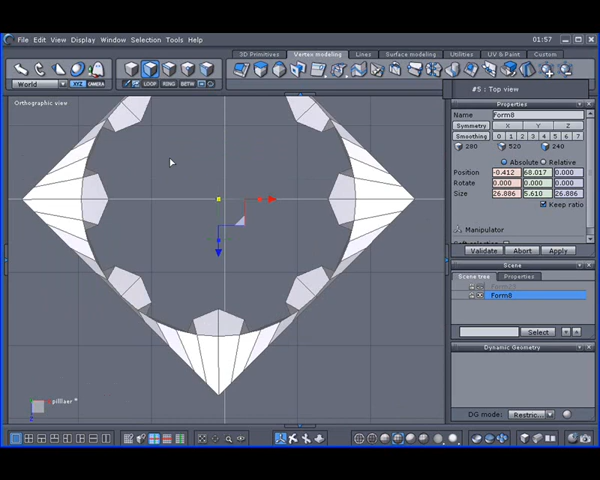 File Edit View Display Window Selection Tools Help 01:57
3D Primitives Vertex modeling Lines Surface modeling Utilities UV & Paint Custom
World XYZ CAMERA LOOP RING BETW
#5 : Top view
Orthographic view
Properties
Name Form8
Symmetry X Y Z
Smoothing 0 1 2 3 4 5 6 7
280 520 240
Absolute Relative
Position -0.412 68.017 0.000
Rotate 0.000 0.000 0.000
Size 26.886 5.610 26.886
Keep ratio
Manipulator
Validate Abort Apply
Scene
Scene tree Properties
Form8
Select
Dynamic Geometry
DG mode: Restric...
pilllaer *